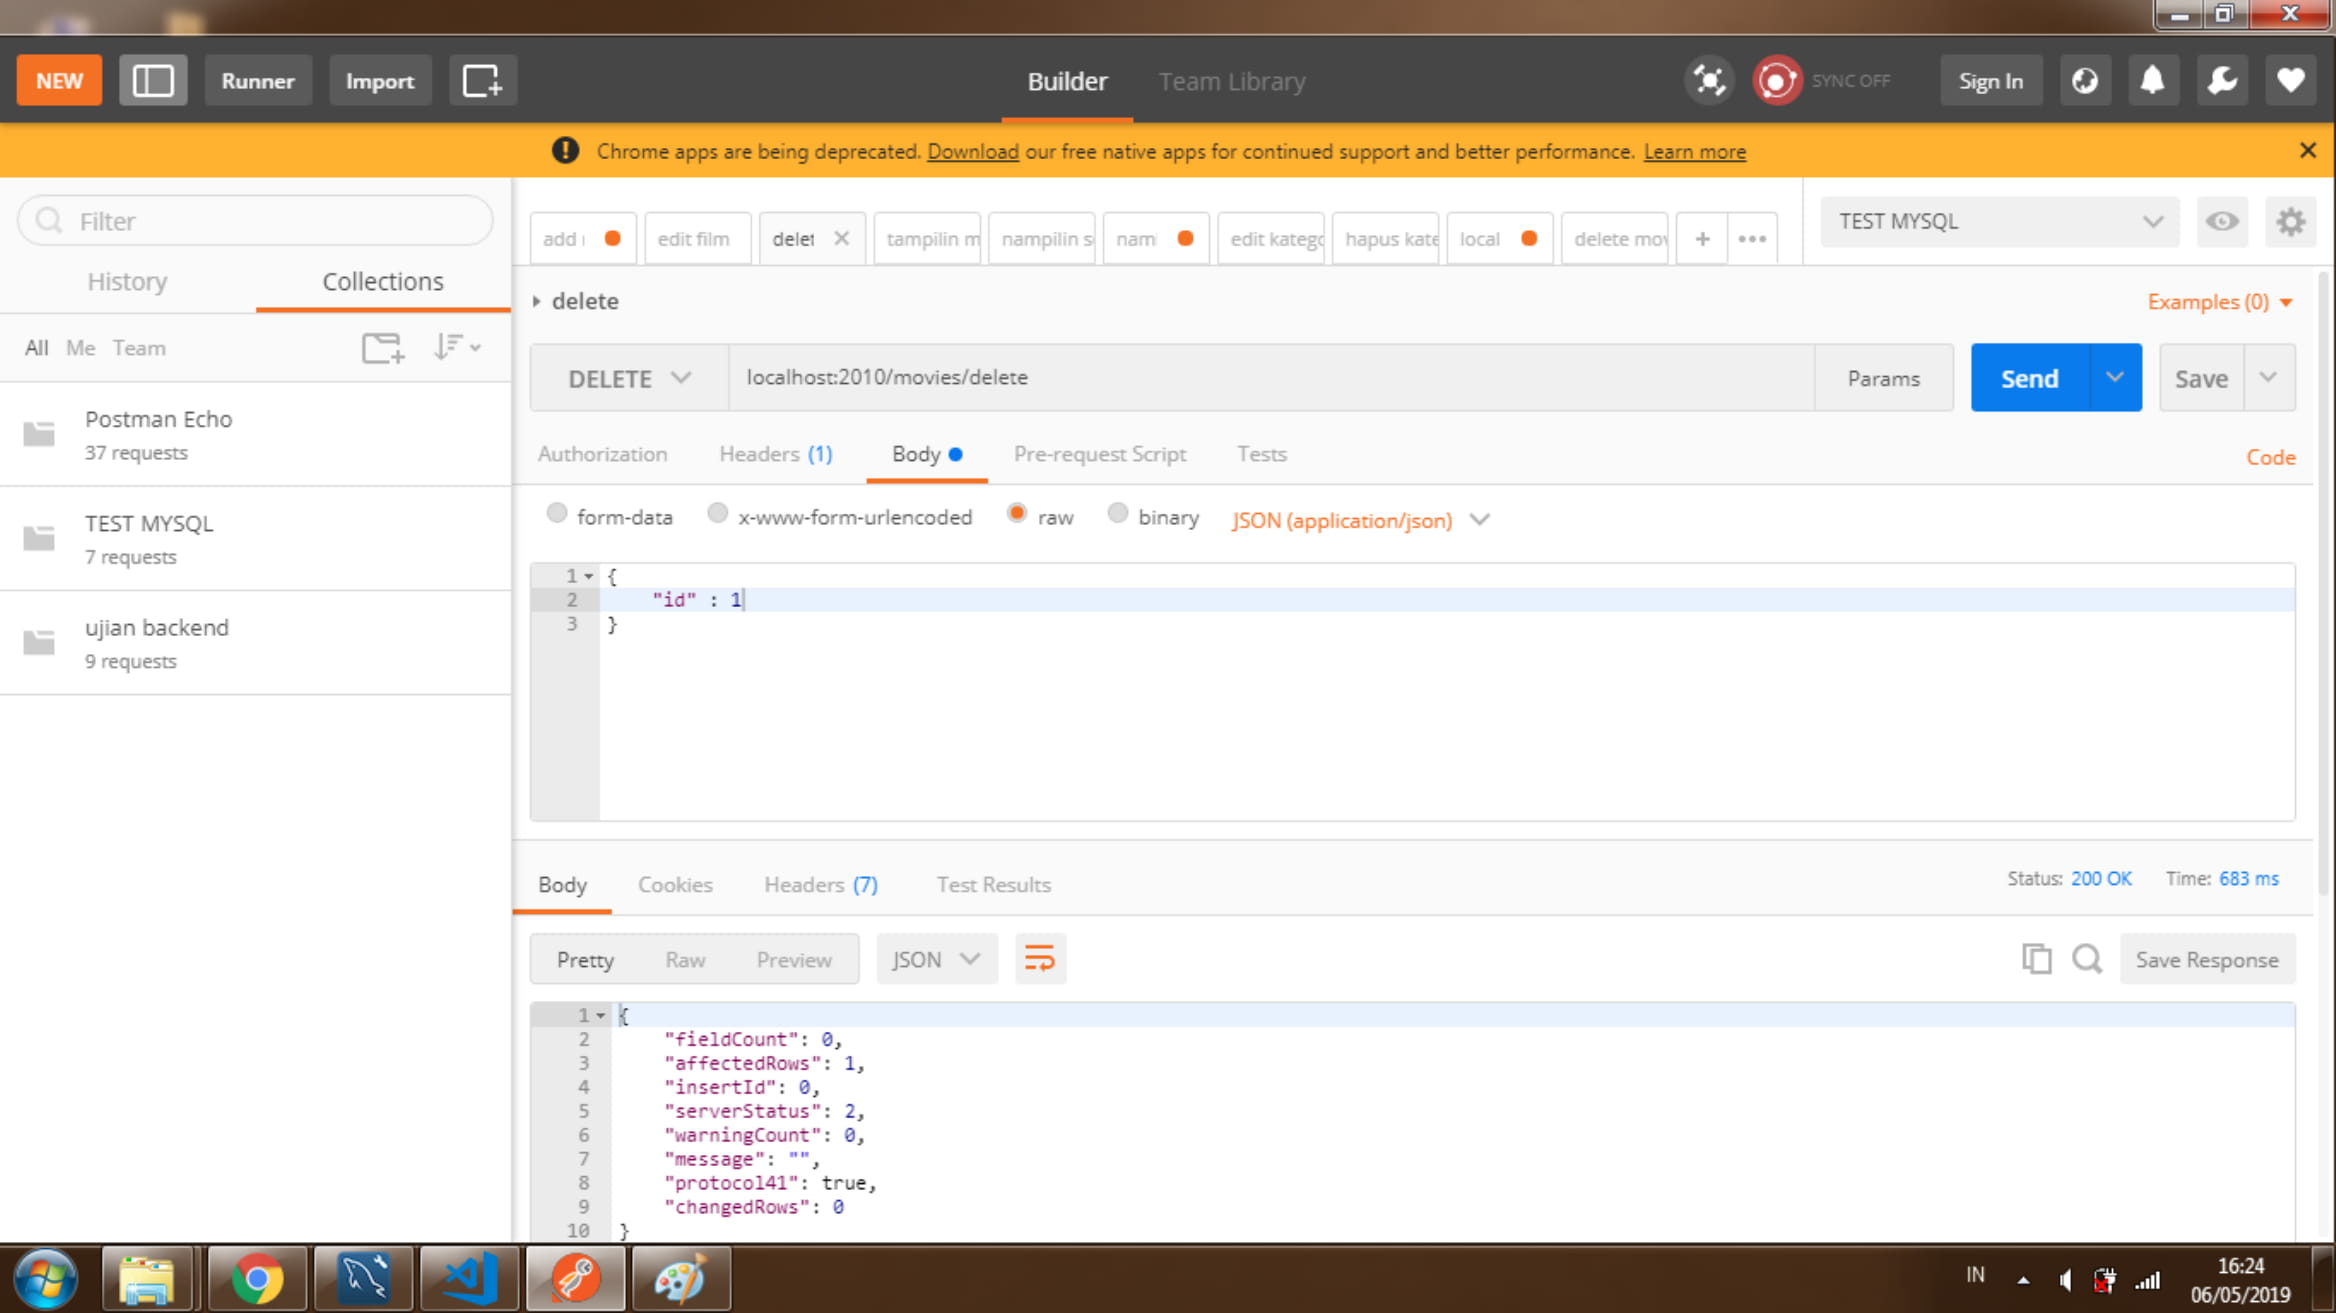 NEW
Runner
Import
Builder
Team Library
SYNC OFF
Sign In
Chrome apps are being deprecated. Download our free native apps for continued support and better performance. Learn more
Filter
History
Collections
All Me Team
Postman Echo
37 requests
TEST MYSQL
7 requests
ujian backend
9 requests
add
edit film
delet
tampilin m
nampilin s
nami
edit katego
hapus kate
local
delete mov
TEST MYSQL
delete
Examples (0)
DELETE
localhost:2010/movies/delete
Params
Send
Save
Authorization
Headers (1)
Body
Pre-request Script
Tests
Code
form-data
x-www-form-urlencoded
raw
binary
JSON (application/json)
1 {
2 "id" : 1
3 }
Body
Cookies
Headers (7)
Test Results
Status: 200 OK
Time: 683 ms
Pretty
Raw
Preview
JSON
Save Response
1 {
2 "fieldCount": 0,
3 "affectedRows": 1,
4 "insertId": 0,
5 "serverStatus": 2,
6 "warningCount": 0,
7 "message": "",
8 "protocol41": true,
9 "changedRows": 0
10 }
IN
16:24
06/05/2019